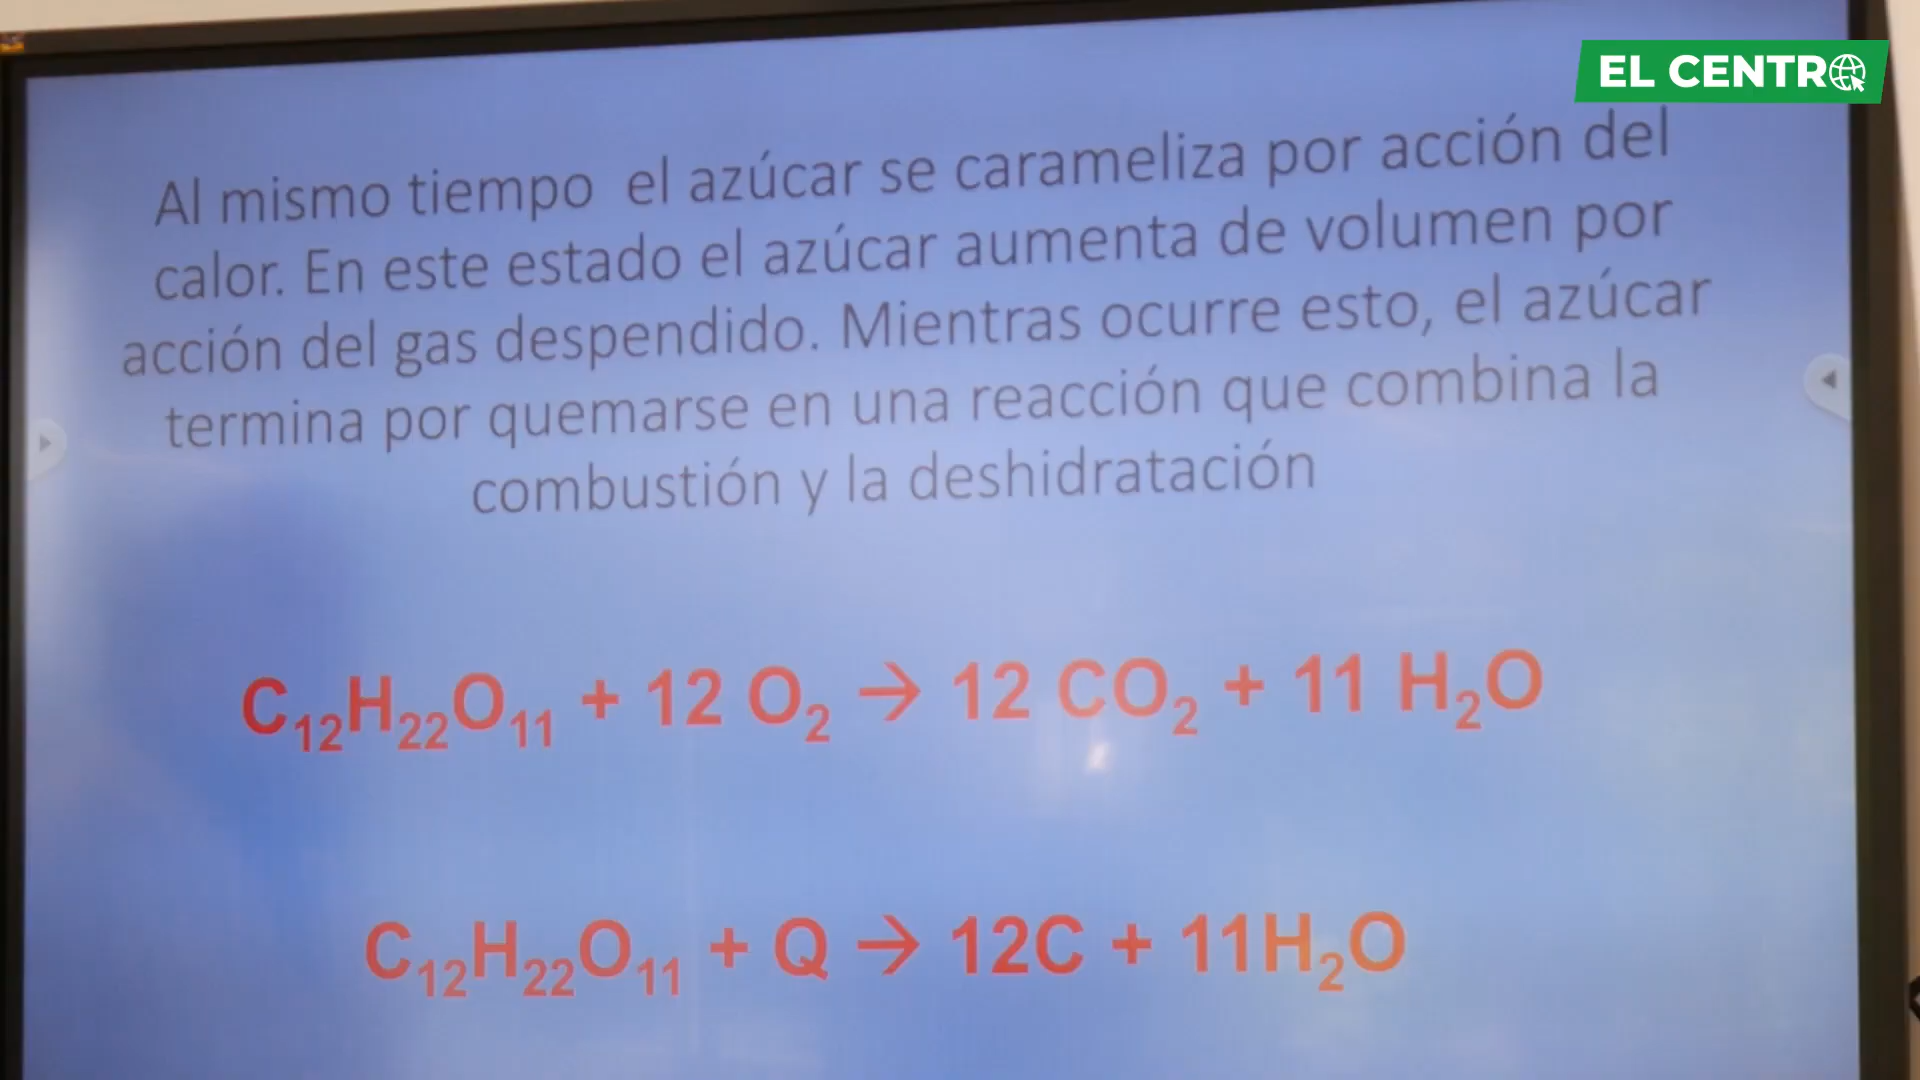 EL CENTRO
Al mismo tiempo el azúcar se carameliza por acción del
calor. En este estado el azúcar aumenta de volumen por
acción del gas despendido. Mientras ocurre esto, el azúcar
termina por quemarse en una reacción que combina la
combustión y la deshidratación
C₁₂H₂₂O₁₁ + 12 O₂ → 12 CO₂ + 11 H₂O
C₁₂H₂₂O₁₁ + Q → 12C + 11H₂O